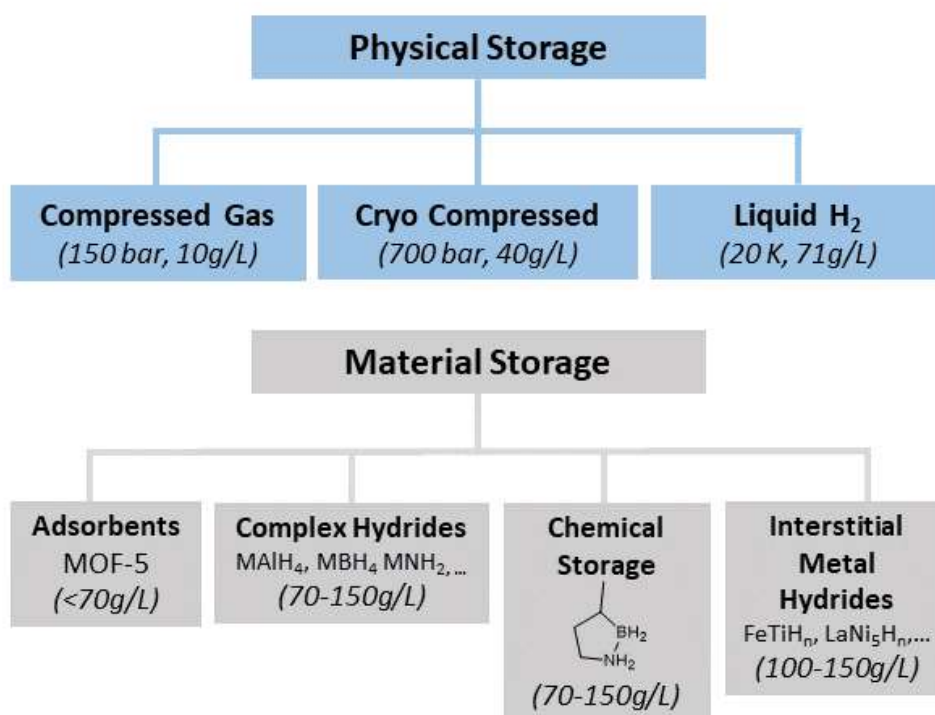 Physical Storage
Compressed Gas
(150 bar, 10g/L)
Cryo Compressed
(700 bar, 40g/L)
Liquid H₂
(20 K, 71g/L)
Material Storage
Adsorbents
MOF-5
(<70g/L)
Complex Hydrides
MAlH₄, MBH₄ MNH₂, ...
(70-150g/L)
Chemical
Storage
BH₂
NH₂
(70-150g/L)
Interstitial
Metal
Hydrides
FeTiHₙ, LaNi₅Hₙ,...
(100-150g/L)